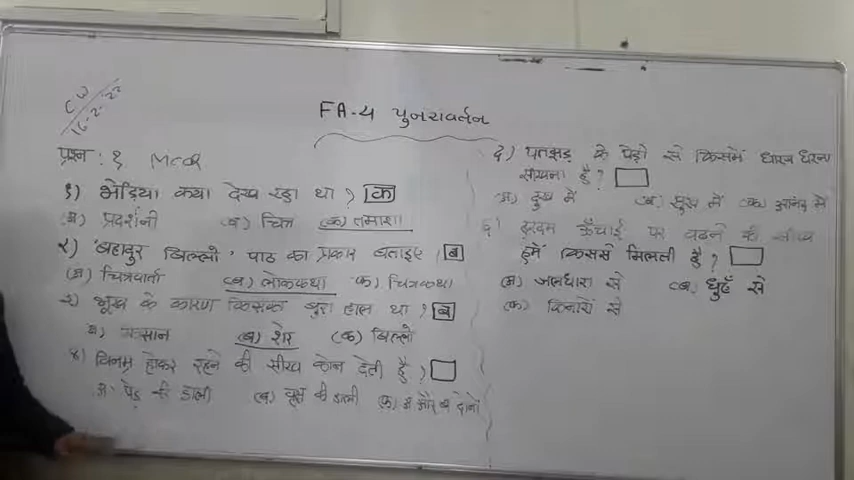 CW
16-2-22
FA-4 पुनरावर्तन
प्रश्न : १ MCQ
१) भेड़िया क्या देख रहा था ? क
(अ) प्रदर्शनी (ब) चित्र (क) तमाशा
२) 'बहादुर बिल्ली' पाठ का प्रकार बताइए ब
(अ) चित्रवार्ता (ब) लोककथा (क) चित्रकथा
३) भूख के कारण किसका बुरा हाल था ? ब
अ) (ब) शेर (क) बिल्ली
४) विनम्र होकर रहने की सीख कौन देती है ?
अ. पेड़ की डाली (ब) वृक्ष की डाली (क) अ और ब दोनों
५) पतझड़ के पेड़ों से किसमें धीरज धरना
सीखना है ?
(अ) दुख में (ब) सुख में (क) आनंद में
६) हरदम ऊँचाई पर चढ़ने की सीख
हमें किससे मिलती है ?
(अ) जलधारा से (ब) धुएँ से
(क) किनारों से